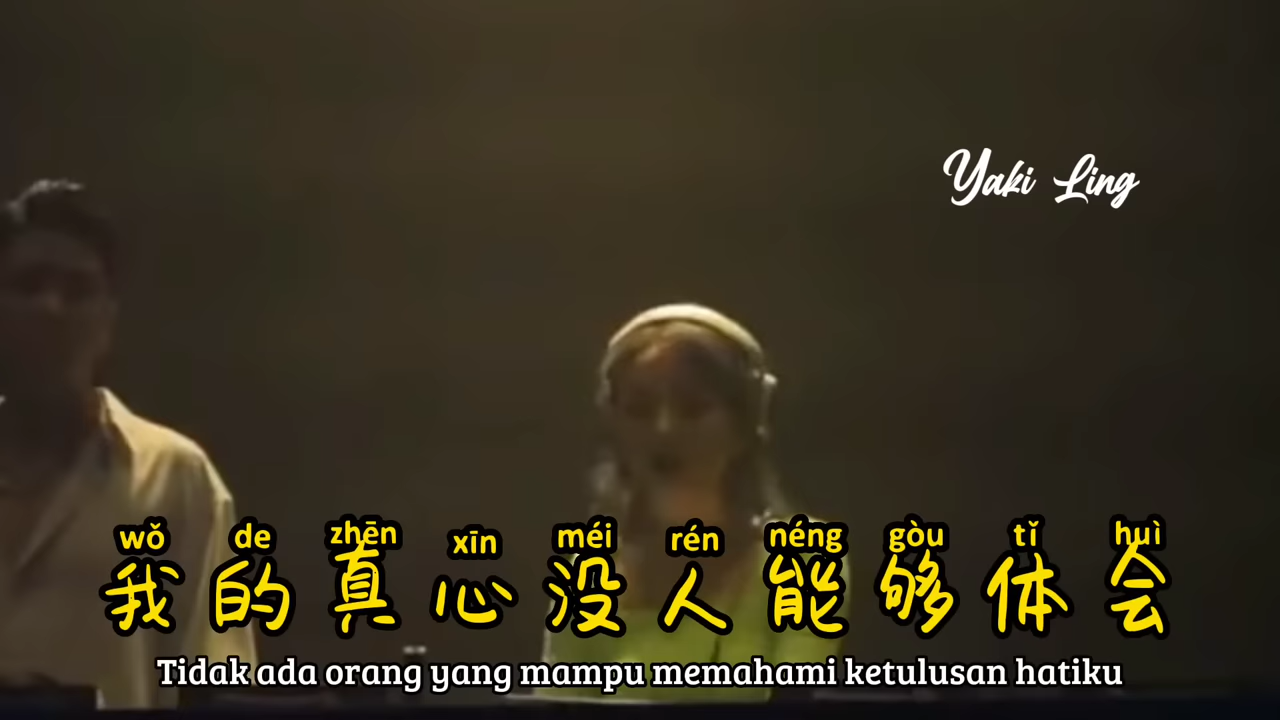 Yaki Ling
wǒ de zhēn xīn méi rén néng gòu tǐ huì
我的真心没人能够体会
Tidak ada orang yang mampu memahami ketulusan hatiku